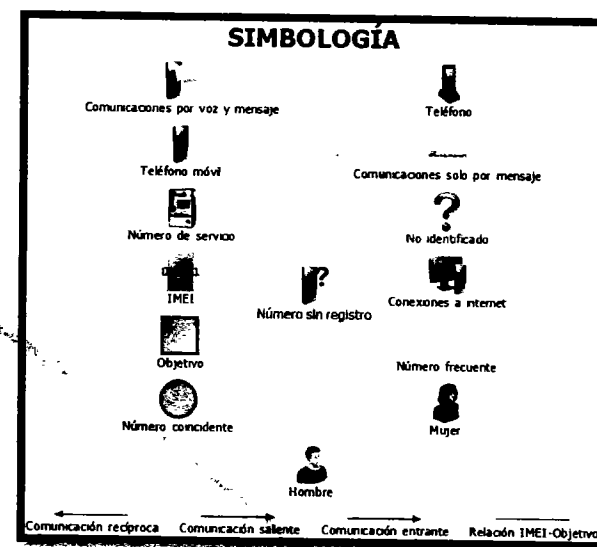 SIMBOLOGÍA
Comunicaciones por voz y mensaje
Teléfono
Teléfono móvil
Comunicaciones solo por mensaje
Número de servicio
No identificado
IMEI
Número sin registro
Conexiones a internet
Objetivo
Número frecuente
Número coincidente
Mujer
Hombre
Comunicación recíproca Comunicación saliente Comunicación entrante Relación IMEI-Objetivo